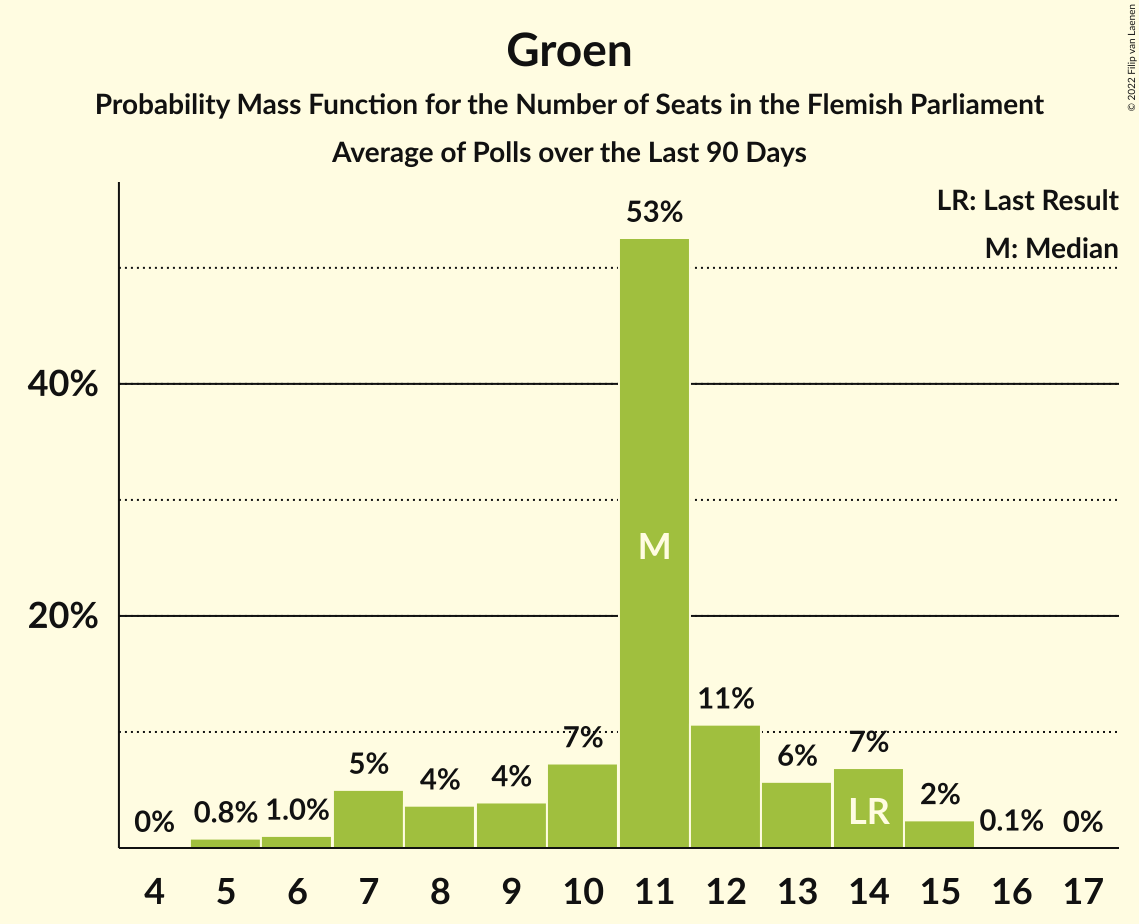 Groen
Probability Mass Function for the Number of Seats in the Flemish Parliament
Average of Polls over the Last 90 Days
© 2022 Filip van Laenen
LR: Last Result
M: Median
53%
40%
M
20%
11%
7%
7%
6%
5%
4%
4%
2%
LR
1.0%
0.8%
0%
0.1%
0%
4 5 6 7 8 9 10 11 12 13 14 15 16 17